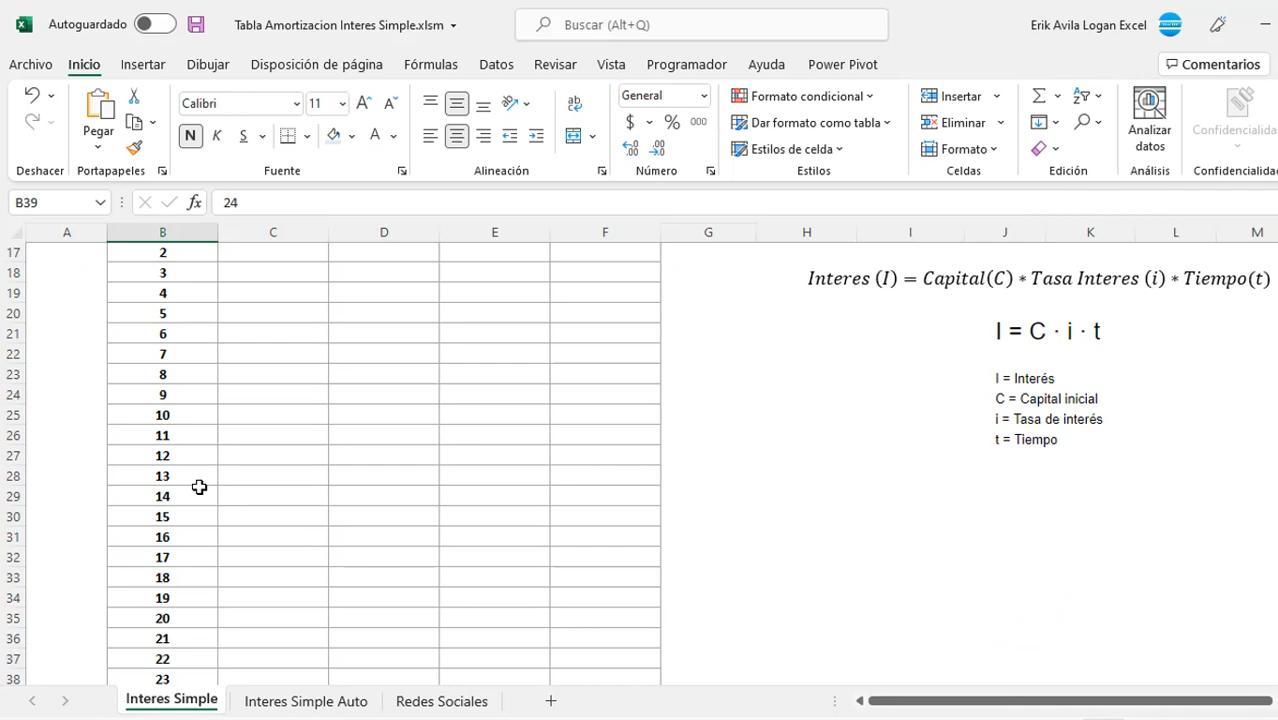 Autoguardado Tabla Amortizacion Interes Simple.xlsm Buscar (Alt+Q) Erik Avila Logan Excel
Archivo Inicio Insertar Dibujar Disposición de página Fórmulas Datos Revisar Vista Programador Ayuda Power Pivot Comentarios
Calibri 11 General Formato condicional Insertar
Pegar N K S $ % 000 Dar formato como tabla Eliminar Analizar datos Confidencialidad
Estilos de celda Formato
Deshacer Portapapeles Fuente Alineación Número Estilos Celdas Edición Análisis Confidencialidad
B39 fx 24
A B C D E F G H I J K L M
17 2
18 3 Interes (I) = Capital(C) * Tasa Interes (i) * Tiempo(t)
19 4
20 5
21 6 I = C · i · t
22 7
23 8 I = Interés
24 9 C = Capital inicial
25 10 i = Tasa de interés
26 11 t = Tiempo
27 12
28 13
29 14
30 15
31 16
32 17
33 18
34 19
35 20
36 21
37 22
38 23
Interes Simple Interes Simple Auto Redes Sociales